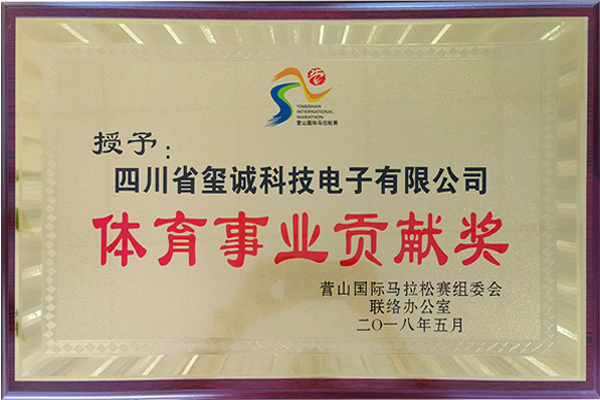 营
YINGSHAN
INTERNATIONAL
MARATHON
营山国际马拉松赛
授予：
四川省玺诚科技电子有限公司
体育事业贡献奖
营山国际马拉松赛组委会
联络办公室
二〇一八年五月